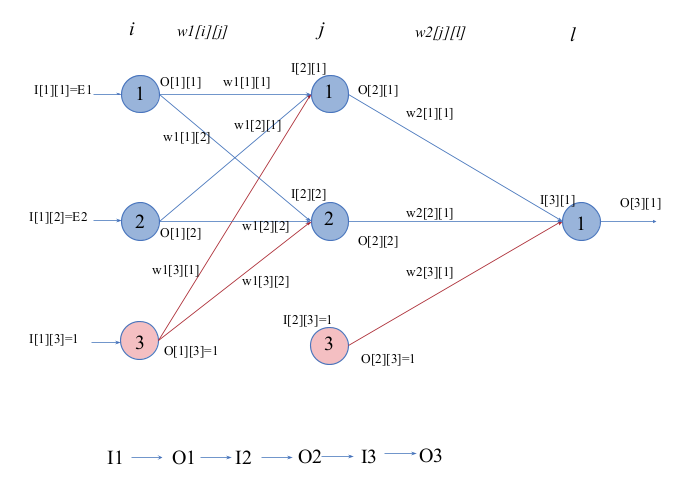 i w1[i][j] j w2[j][l] l
I[2][1]
I[1][1]=E1 1 O[1][1] w1[1][1] 1 O[2][1]
w2[1][1]
w1[2][1]
w1[1][2]
I[2][2] I[3][1] O[3][1]
I[1][2]=E2 2 w1[2][2] 2 w2[2][1] 1
O[1][2] O[2][2]
w1[3][1] w2[3][1]
w1[3][2]
I[2][3]=1
I[1][3]=1 3 O[1][3]=1 3 O[2][3]=1
I1 O1 I2 O2 I3 O3